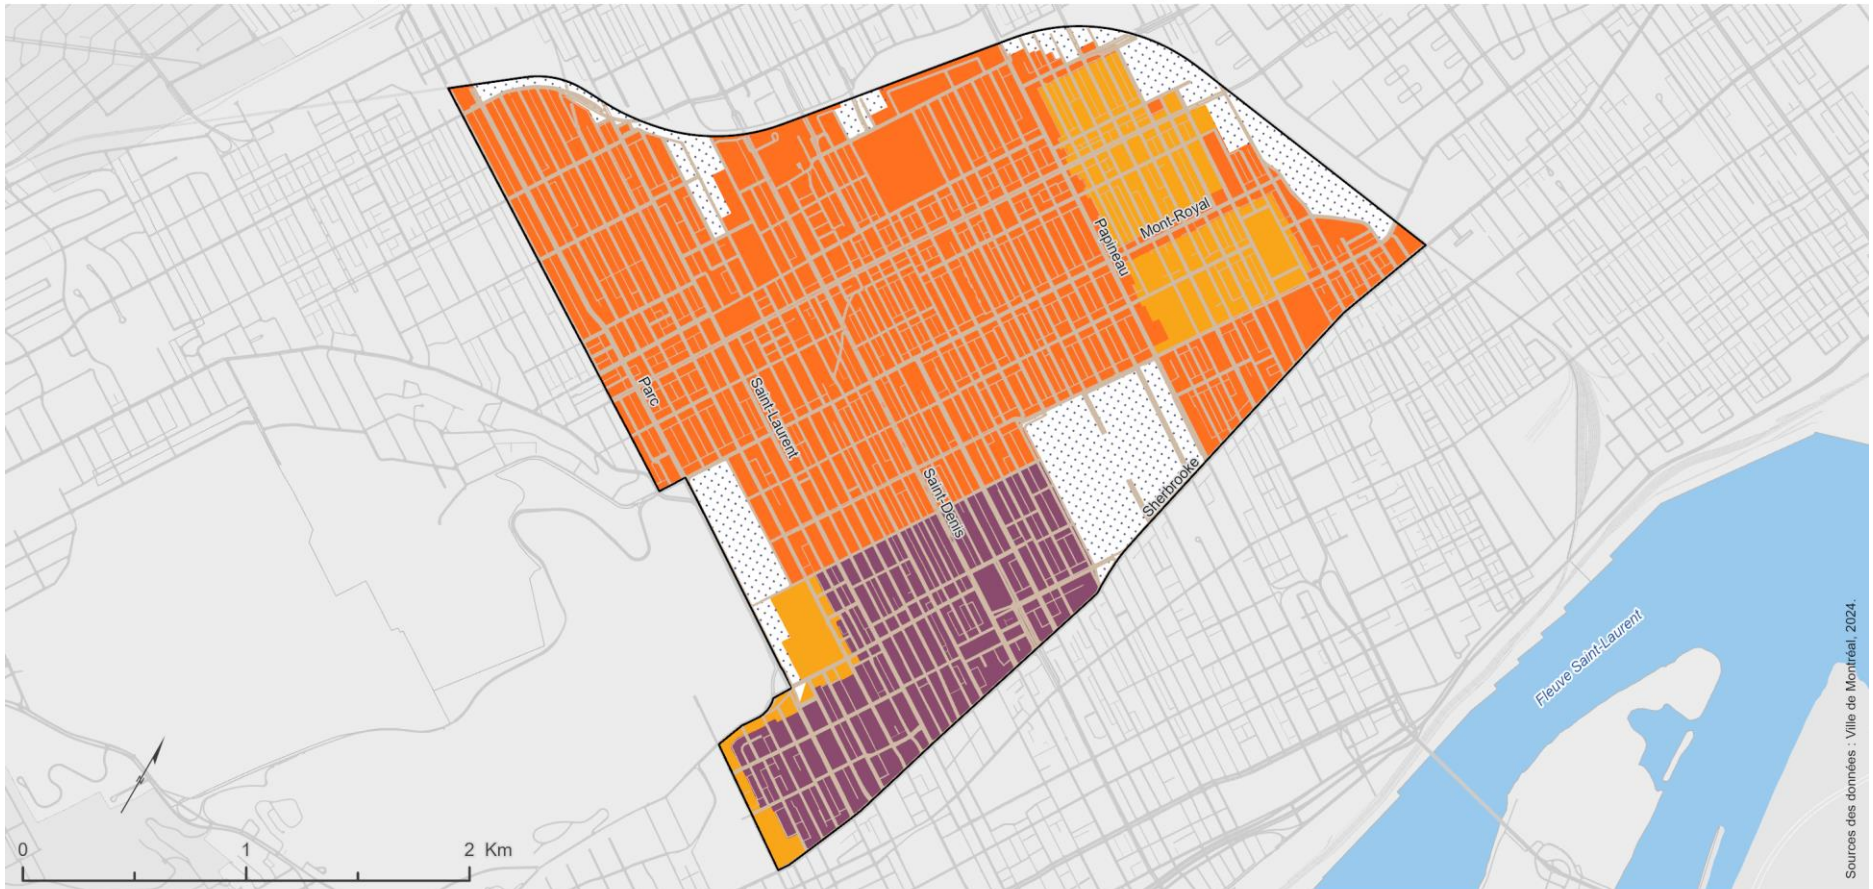 Mont-Royal
Papineau
Parc
Saint-Laurent
Saint-Denis
Sherbrooke
Fleuve Saint-Laurent
N
0 1 2 Km
Sources des données : Ville de Montréal, 2024.